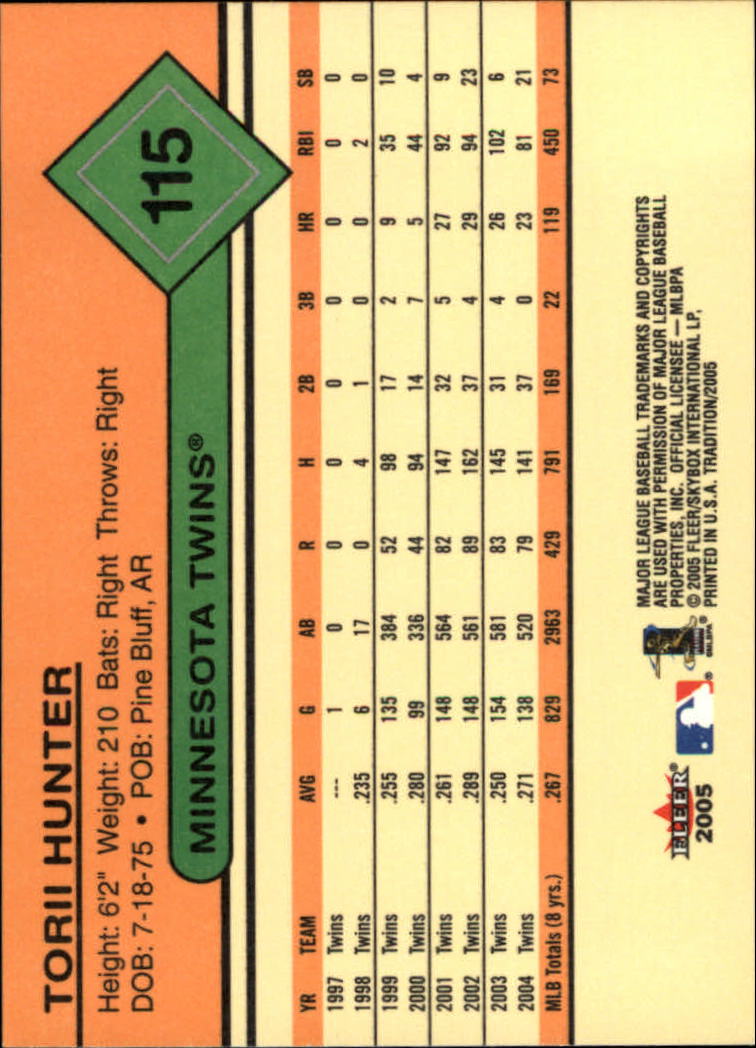 TORII HUNTER
Height: 6'2" Weight: 210 Bats: Right Throws: Right
DOB: 7-18-75 • POB: Pine Bluff, AR
115
MINNESOTA TWINS®
YR TEAM AVG G AB R H 2B 3B HR RBI SB
1997 Twins --- 1 0 0 0 0 0 0 0 0
1998 Twins .235 6 17 0 4 1 0 0 2 0
1999 Twins .255 135 384 52 98 17 2 9 35 10
2000 Twins .280 99 336 44 94 14 7 5 44 4
2001 Twins .261 148 564 82 147 32 5 27 92 9
2002 Twins .289 148 561 89 162 37 4 29 94 23
2003 Twins .250 154 581 83 145 31 4 26 102 6
2004 Twins .271 138 520 79 141 37 0 23 81 21
MLB Totals (8 yrs.) .267 829 2963 429 791 169 22 119 450 73
FLEER®
2005
®
©MLBPA
MAJOR LEAGUE BASEBALL TRADEMARKS AND COPYRIGHTS
ARE USED WITH PERMISSION OF MAJOR LEAGUE BASEBALL
PROPERTIES, INC. OFFICIAL LICENSEE — MLBPA
© 2005 FLEER/SKYBOX INTERNATIONAL LP,
PRINTED IN U.S.A. TRADITION/2005